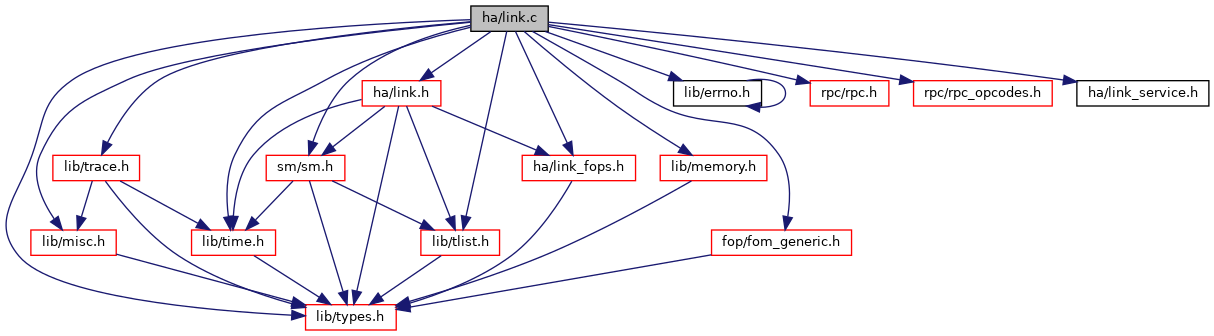 ha/link.c
ha/link.h
lib/errno.h
rpc/rpc.h
rpc/rpc_opcodes.h
ha/link_service.h
lib/trace.h
sm/sm.h
ha/link_fops.h
lib/memory.h
lib/misc.h
lib/time.h
lib/tlist.h
fop/fom_generic.h
lib/types.h